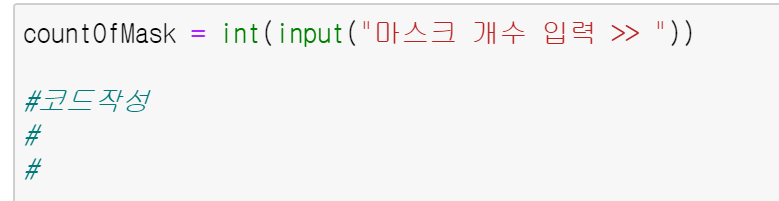 countOfMask = int(input("마스크 개수 입력 >> "))
#코드작성
#
#